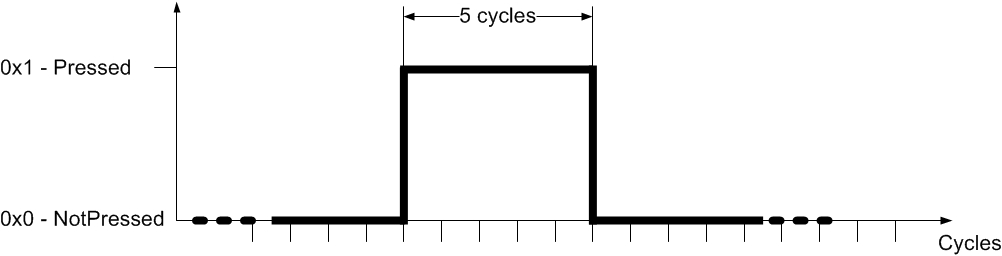 5 cycles
0x1 - Pressed
0x0 - NotPressed
Cycles